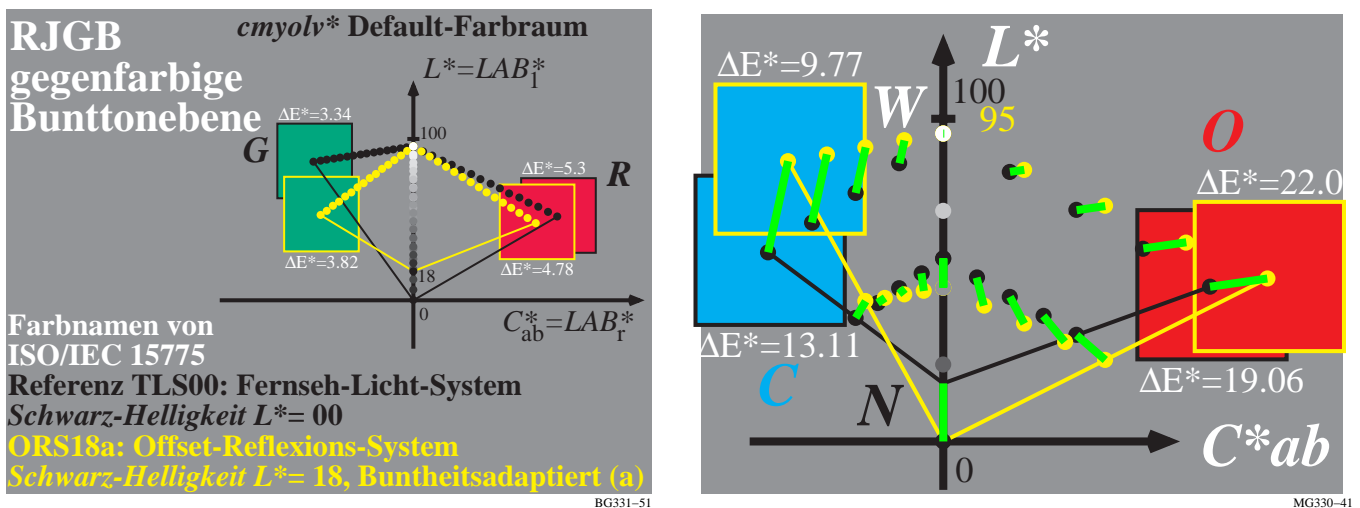 RJGB
gegenfarbige
Bunttonebene
cmyolv* Default-Farbraum
L*=LAB*1
ΔE*=3.34
G
100
ΔE*=5.3
R
ΔE*=3.82
ΔE*=4.78
18
0
C*ab=LAB*r
Farbnamen von
ISO/IEC 15775
Referenz TLS00: Fernseh-Licht-System
Schwarz-Helligkeit L*= 00
ORS18a: Offset-Reflexions-System
Schwarz-Helligkeit L*= 18, Buntheitsadaptiert (a)
BG331−51
L*
ΔE*=9.77
W
100
95
O
ΔE*=22.0
ΔE*=13.11
C
N
ΔE*=19.06
C*ab
0
MG330−41